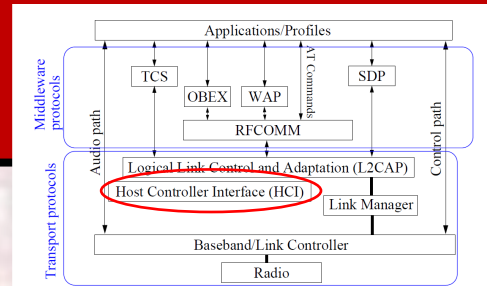 Applications/Profiles
Middleware
protocols
Audio path
TCS
OBEX
WAP
AT Commands
SDP
Control path
RFCOMM
Transport protocols
Logical Link Control and Adaptation (L2CAP)
Host Controller Interface (HCI)
Link Manager
Baseband/Link Controller
Radio